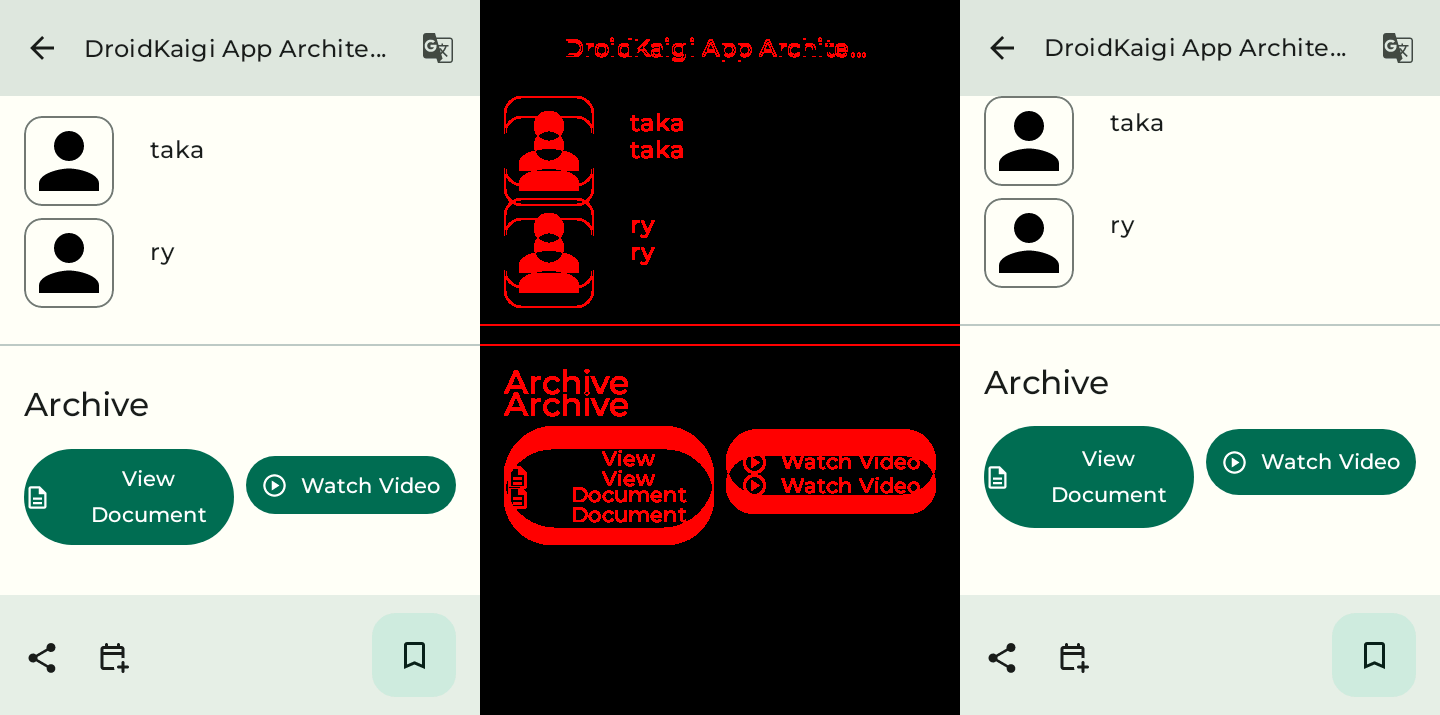 DroidKaigi App Archite...
taka
ry
Archive
View
Document
Watch Video
DroidKaigi App Archite...
taka
taka
ry
ry
Archive
Archive
View
View
Document
Document
Watch Video
Watch Video
DroidKaigi App Archite...
taka
ry
Archive
View
Document
Watch Video